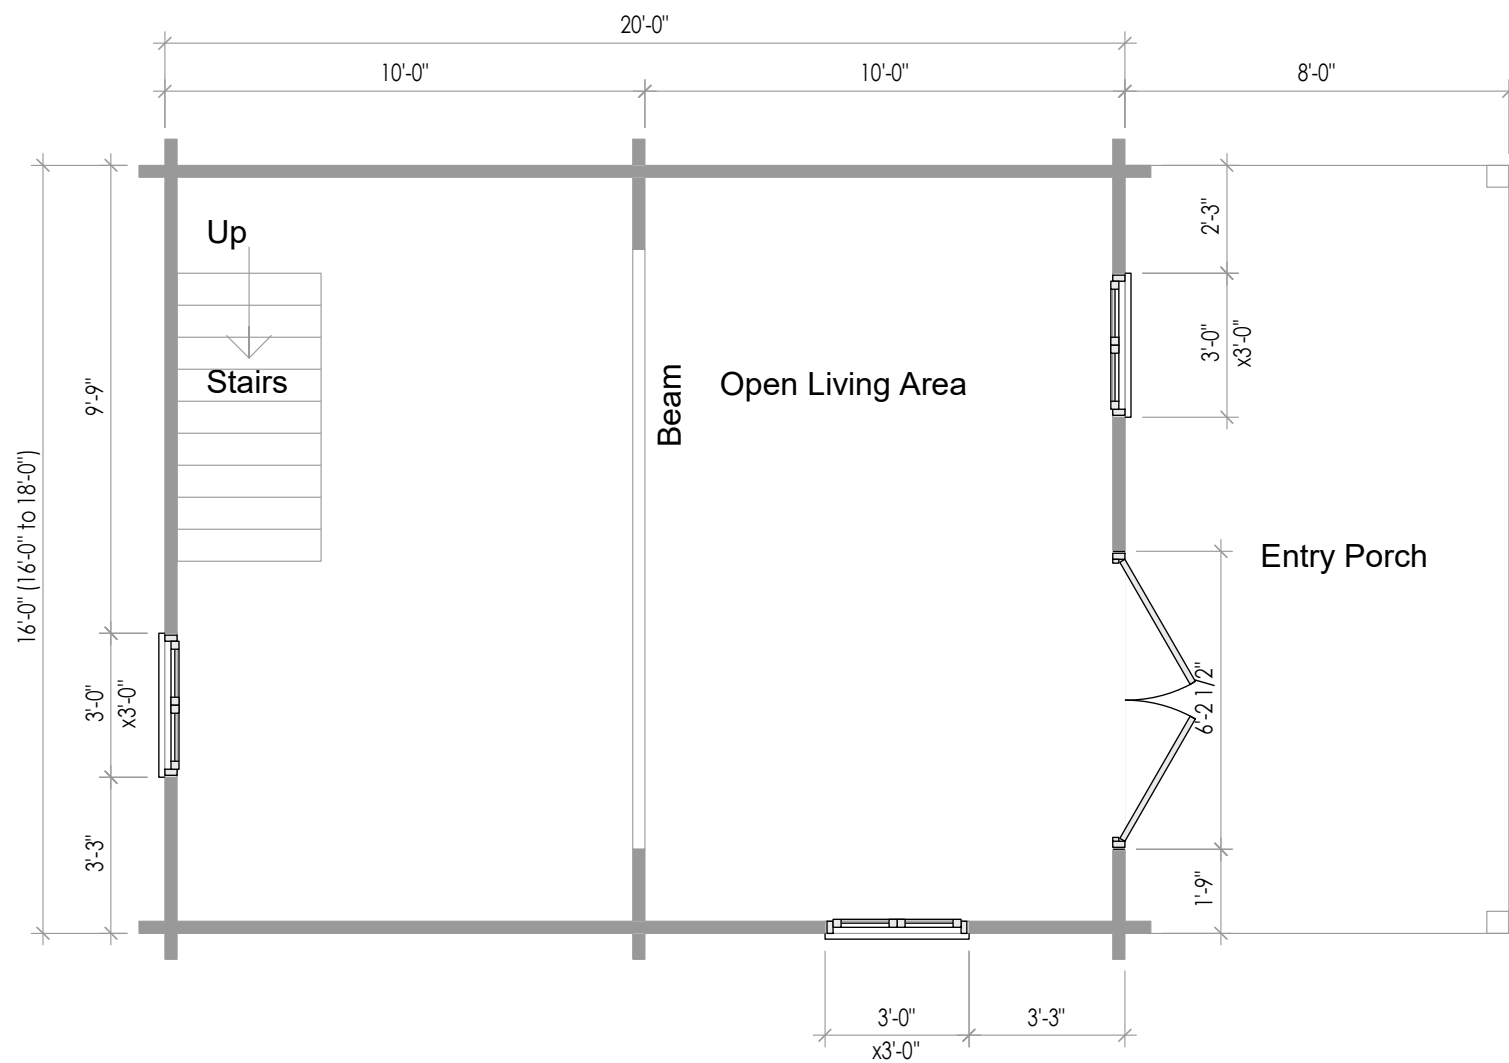 20'-0"
10'-0"
10'-0"
8'-0"
Up
2'-3"
3'-0"
x3'-0"
9'-9"
Stairs
Beam
Open Living Area
16'-0" (16'-0" to 18'-0")
Entry Porch
3'-0"
x3'-0"
6'-2 1/2"
3'-3"
1'-9"
3'-0"
x3'-0"
3'-3"